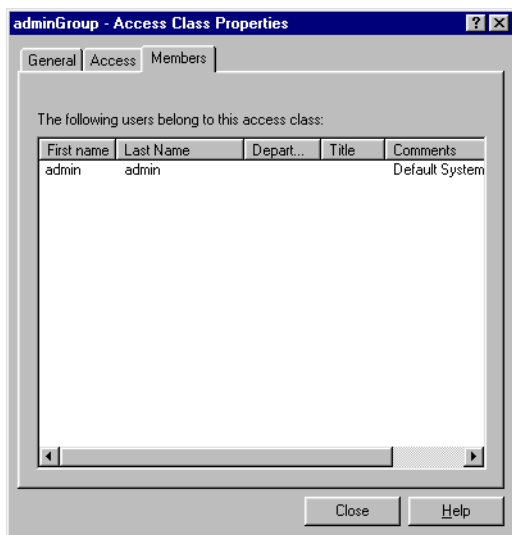 adminGroup - Access Class Properties
General Access Members
The following users belong to this access class:
First name Last Name Depart... Title Comments
admin admin Default System
Close Help